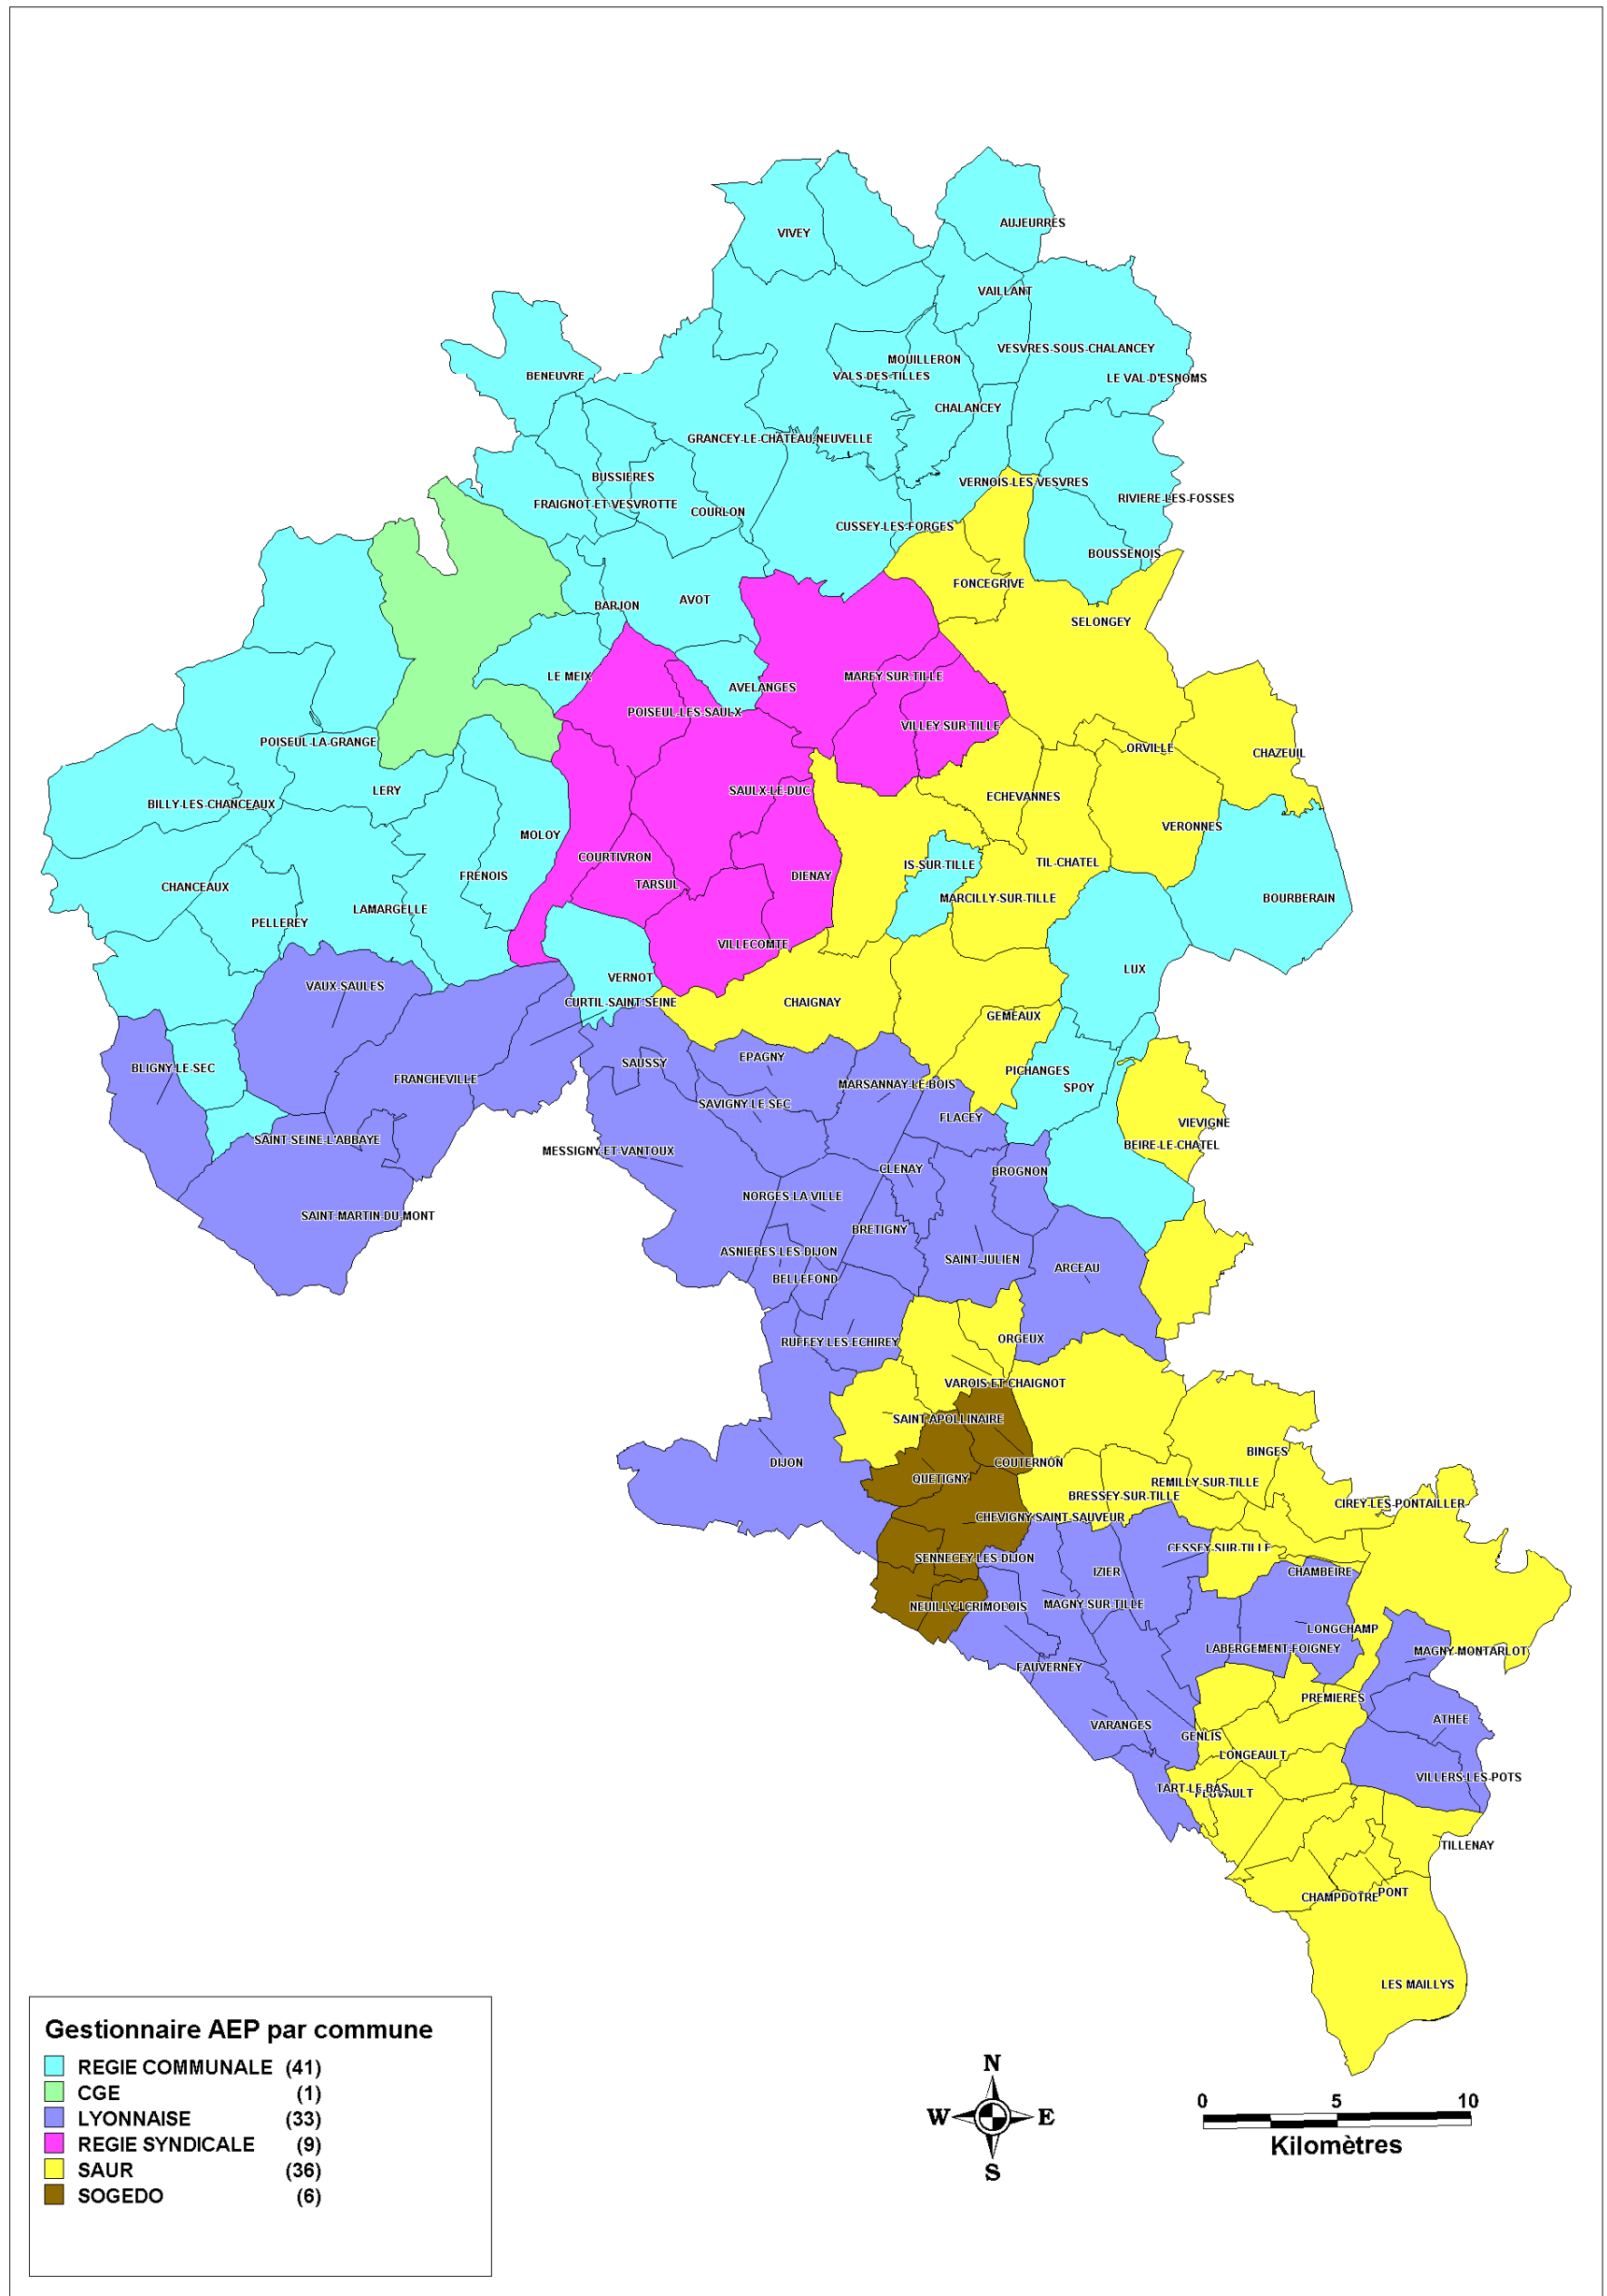 AUJEURRES
VIVEY
VAILLANT
VESVRES-SOUS-CHALANCEY
MOUILLERON
VALS-DES-TILLES
BENEUVRE
LE VAL-D'ESNOMS
CHALANCEY
GRANCEY-LE-CHATEAU-NEUVELLE
BUSSIERES
VERNOIS-LES-VESVRES
RIVIERE-LES-FOSSES
FRAIGNOT-ET-VESVROTTE
COURLON
CUSSEY-LES-FORGES
BOUSSENOIS
FONCEGRIVE
BARJON
AVOT
SELONGEY
LE MEIX
MAREY-SUR-TILLE
AVELANGES
POISEUL-LES-SAULX
VILLEY-SUR-TILLE
POISEUL-LA-GRANGE
ORVILLE
CHAZEUIL
LERY
SAULX-LE-DUC
ECHEVANNES
BILLY-LES-CHANCEAUX
VERONNES
MOLOY
COURTIVRON
IS-SUR-TILLE
TIL-CHATEL
FRENOIS
DIENAY
TARSUL
CHANCEAUX
MARCILLY-SUR-TILLE
BOURBERAIN
LAMARGELLE
PELLEREY
VILLECOMTE
LUX
VERNOT
VAUX-SAULES
CURTIL-SAINT-SEINE
CHAIGNAY
GEMEAUX
EPAGNY
SAUSSY
BLIGNY-LE-SEC
PICHANGES
FRANCHEVILLE
MARSANNAY-LE-BOIS
SPOY
SAVIGNY-LE-SEC
FLACEY
VIEVIGNE
SAINT-SEINE-L'ABBAYE
BEIRE-LE-CHATEL
MESSIGNY-ET-VANTOUX
CLENAY
BROGNON
NORGES-LA-VILLE
SAINT-MARTIN-DU-MONT
BRETIGNY
ASNIERES-LES-DIJON
SAINT-JULIEN
ARCEAU
BELLEFOND
ORGEUX
RUFFEY-LES-ECHIREY
VAROIS-ET-CHAIGNOT
SAINT-APOLLINAIRE
BINGES
DIJON
COUTERNON
QUETIGNY
REMILLY-SUR-TILLE
BRESSEY-SUR-TILLE
CIREY-LES-PONTAILLER
CHEVIGNY-SAINT-SAUVEUR
CESSEY-SUR-TILLE
SENNECEY-LES-DIJON
IZIER
CHAMBEIRE
MAGNY-SUR-TILLE
CRIMOLOIS
LONGCHAMP
LABERGEMENT-FOIGNEY
MAGNY-MONTARLOT
FAUVERNEY
PREMIERES
ATHEE
VARANGES
GENLIS
LONGEAULT
VILLERS-LES-POTS
TART-LE-BAS
PLUVAULT
TILLENAY
PONT
CHAMPDOTRE
LES MAILLYS
Gestionnaire AEP par commune
REGIE COMMUNALE (41)
CGE (1)
LYONNAISE (33)
REGIE SYNDICALE (9)
SAUR (36)
SOGEDO (6)
N
W E
S
0 5 10
Kilomètres